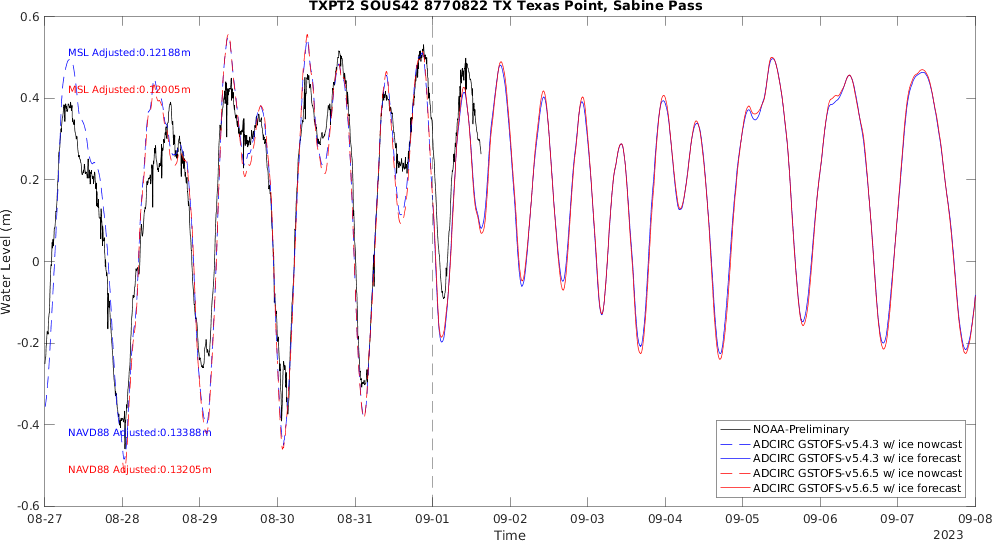 TXPT2 SOUS42 8770822 TX Texas Point, Sabine Pass
0.6
0.4
0.2
0
-0.2
-0.4
-0.6
Water Level (m)
MSL Adjusted:0.12188m
MSL Adjusted:0.12005m
NAVD88 Adjusted:0.13388m
NAVD88 Adjusted:0.13205m
NOAA-Preliminary
ADCIRC GSTOFS-v5.4.3 w/ ice nowcast
ADCIRC GSTOFS-v5.4.3 w/ ice forecast
ADCIRC GSTOFS-v5.6.5 w/ ice nowcast
ADCIRC GSTOFS-v5.6.5 w/ ice forecast
08-27 08-28 08-29 08-30 08-31 09-01 09-02 09-03 09-04 09-05 09-06 09-07 09-08
Time
2023